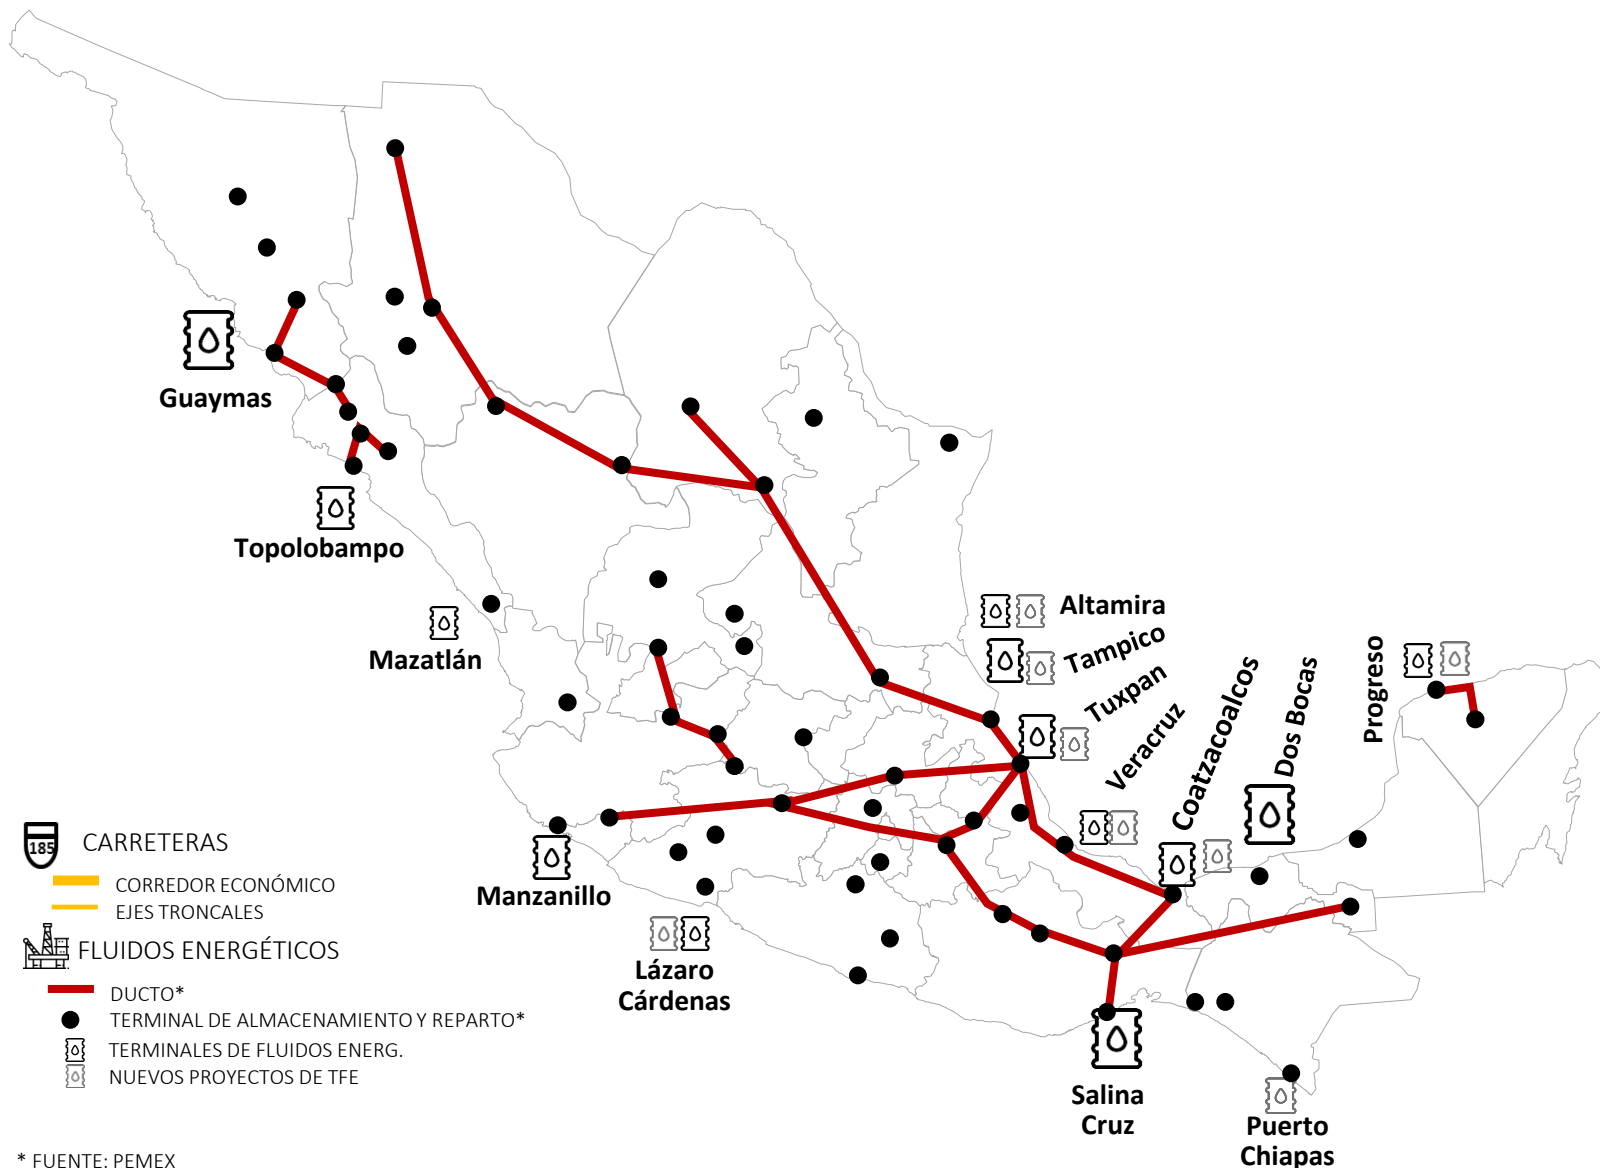 Guaymas
Topolobampo
Mazatlán
Manzanillo
Lázaro
Cárdenas
Altamira
Tampico
Tuxpan
Veracruz
Coatzacoalcos
Dos Bocas
Progreso
Salina
Cruz
Puerto
Chiapas
185 CARRETERAS
CORREDOR ECONÓMICO
EJES TRONCALES
FLUIDOS ENERGÉTICOS
DUCTO*
TERMINAL DE ALMACENAMIENTO Y REPARTO*
TERMINALES DE FLUIDOS ENERG.
NUEVOS PROYECTOS DE TFE
* FUENTE: PEMEX